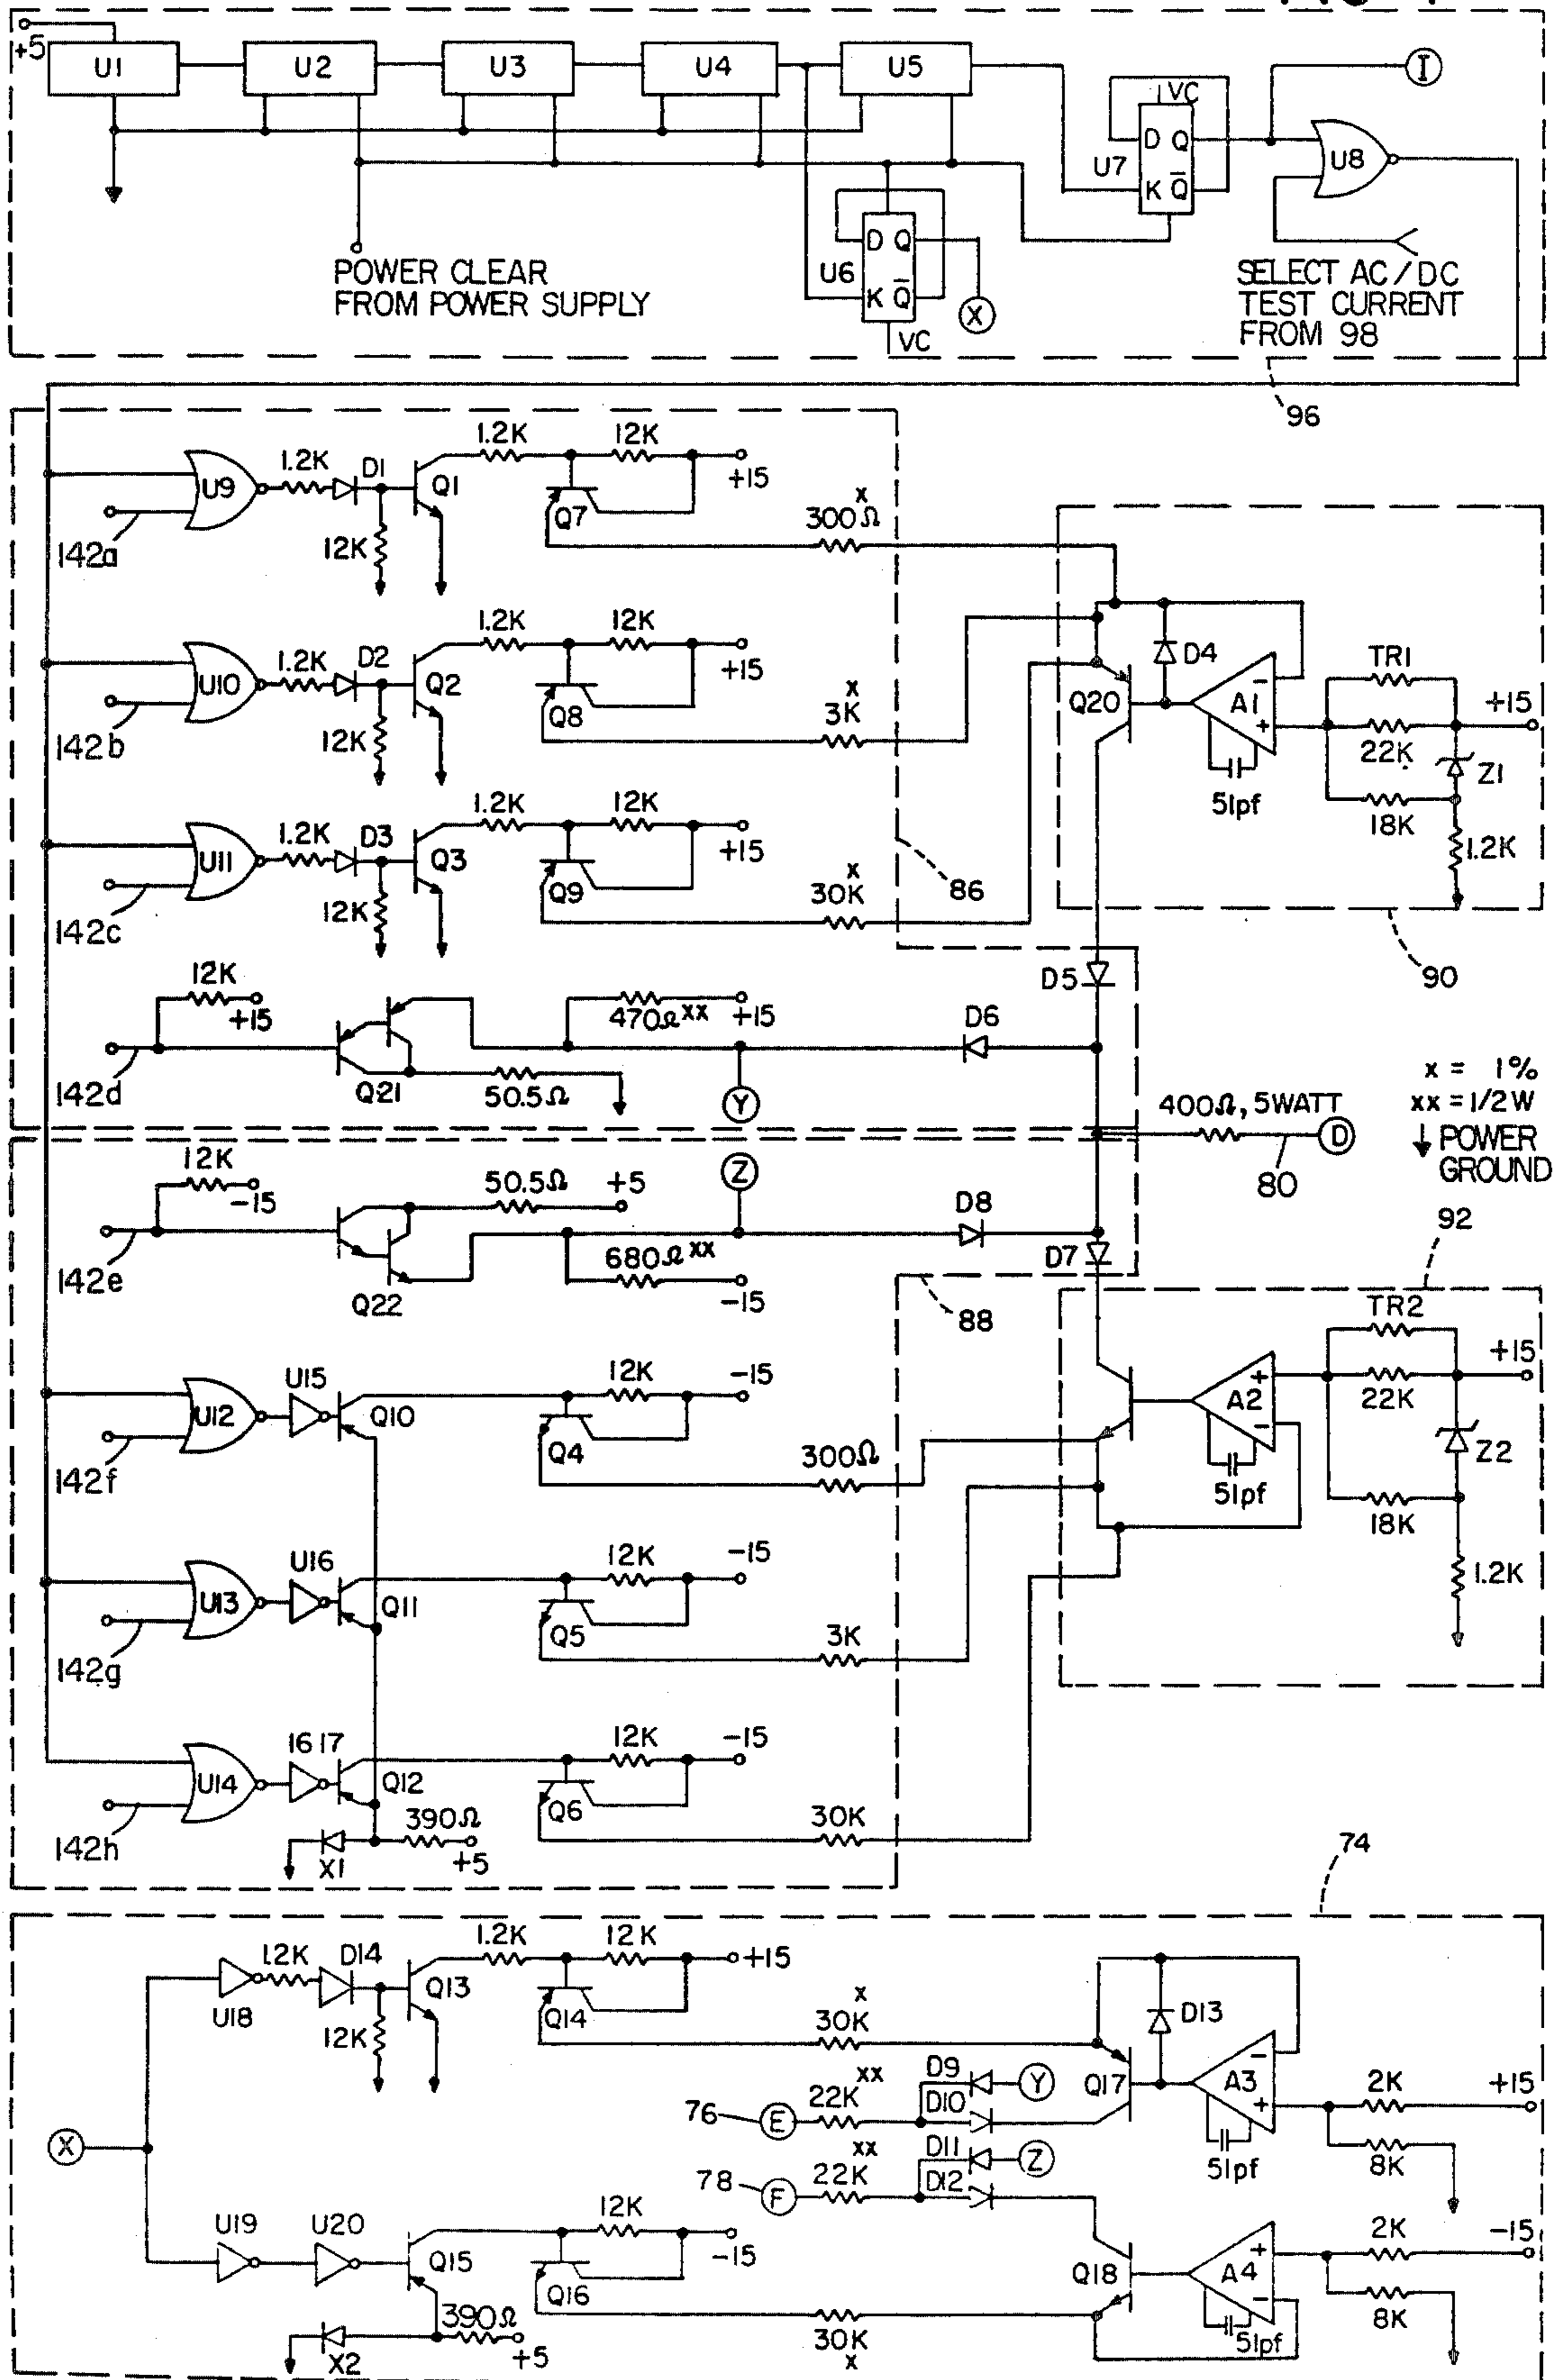 +5
U1
U2
U3
U4
U5
I
VC
D Q
U7
K Q̅
U8
D Q
U6
K Q̅
X
VC
POWER CLEAR
FROM POWER SUPPLY
SELECT AC/DC
TEST CURRENT
FROM 98
96
U9
1.2K
D1
Q1
12K
1.2K
12K
+15
Q7
x
300Ω
142a
U10
1.2K
D2
Q2
12K
1.2K
12K
+15
Q8
x
3K
142b
U11
1.2K
D3
Q3
12K
1.2K
12K
+15
Q9
x
30K
142c
86
Q20
D4
A1
-
+
51pf
TR1
22K
18K
+15
Z1
1.2K
90
12K
+15
142d
Q21
470Ω xx
+15
50.5Ω
Y
D6
D5
400Ω, 5WATT
D
80
x = 1%
xx = 1/2W
POWER
GROUND
12K
-15
142e
Q22
50.5Ω
+5
Z
680Ω xx
-15
D8
D7
88
92
U12
U15
Q10
12K
-15
Q4
300Ω
142f
U13
U16
Q11
12K
-15
Q5
3K
142g
U14
16 17
Q12
12K
-15
Q6
30K
142h
X1
390Ω
+5
A2
+
-
51pf
TR2
22K
18K
+15
Z2
1.2K
74
X
U18
1.2K
D14
Q13
12K
1.2K
12K
+15
Q14
x
30K
Q17
D13
A3
-
+
51pf
2K
+15
8K
76
E
22K
xx
D9
Y
D10
78
F
22K
xx
D11
Z
D12
U19
U20
Q15
12K
-15
Q16
X2
390Ω
+5
30K
x
Q18
A4
+
-
51pf
2K
-15
8K